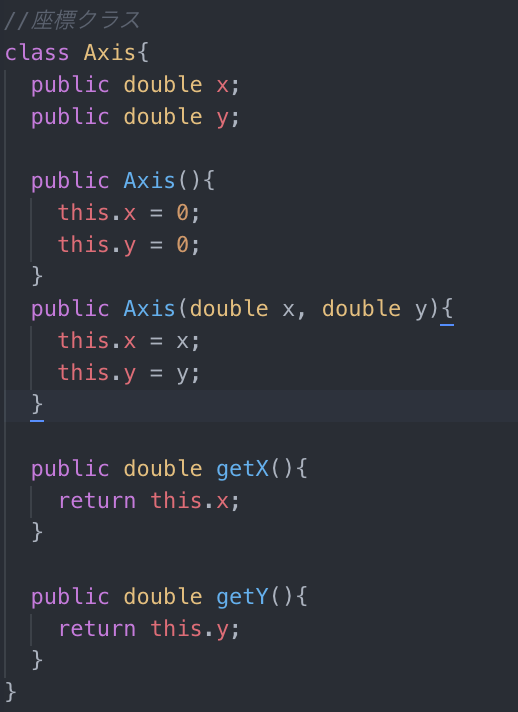 //座標クラス
class Axis{
  public double x;
  public double y;

  public Axis(){
    this.x = 0;
    this.y = 0;
  }
  public Axis(double x, double y){
    this.x = x;
    this.y = y;
  }

  public double getX(){
    return this.x;
  }

  public double getY(){
    return this.y;
  }
}